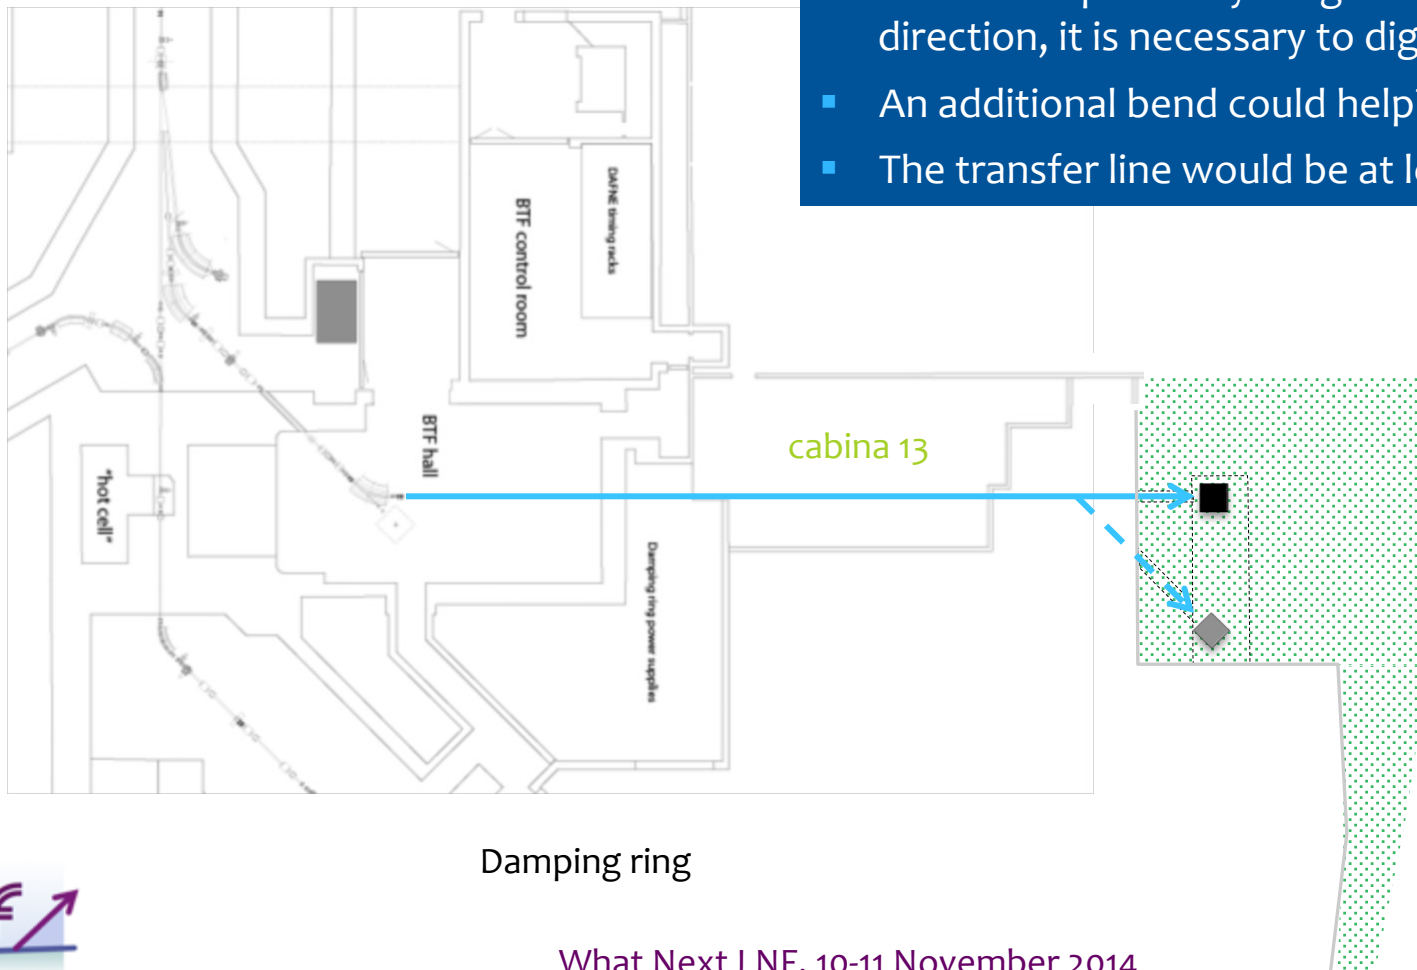 direction, it is necessary to dig
An additional bend could help
The transfer line would be at
DAFNE timing racks
BTF control room
BTF hall
cabina 13
"hot cell"
Damping ring power supplies
Damping ring
What Next LNF, 10-11 November 2014